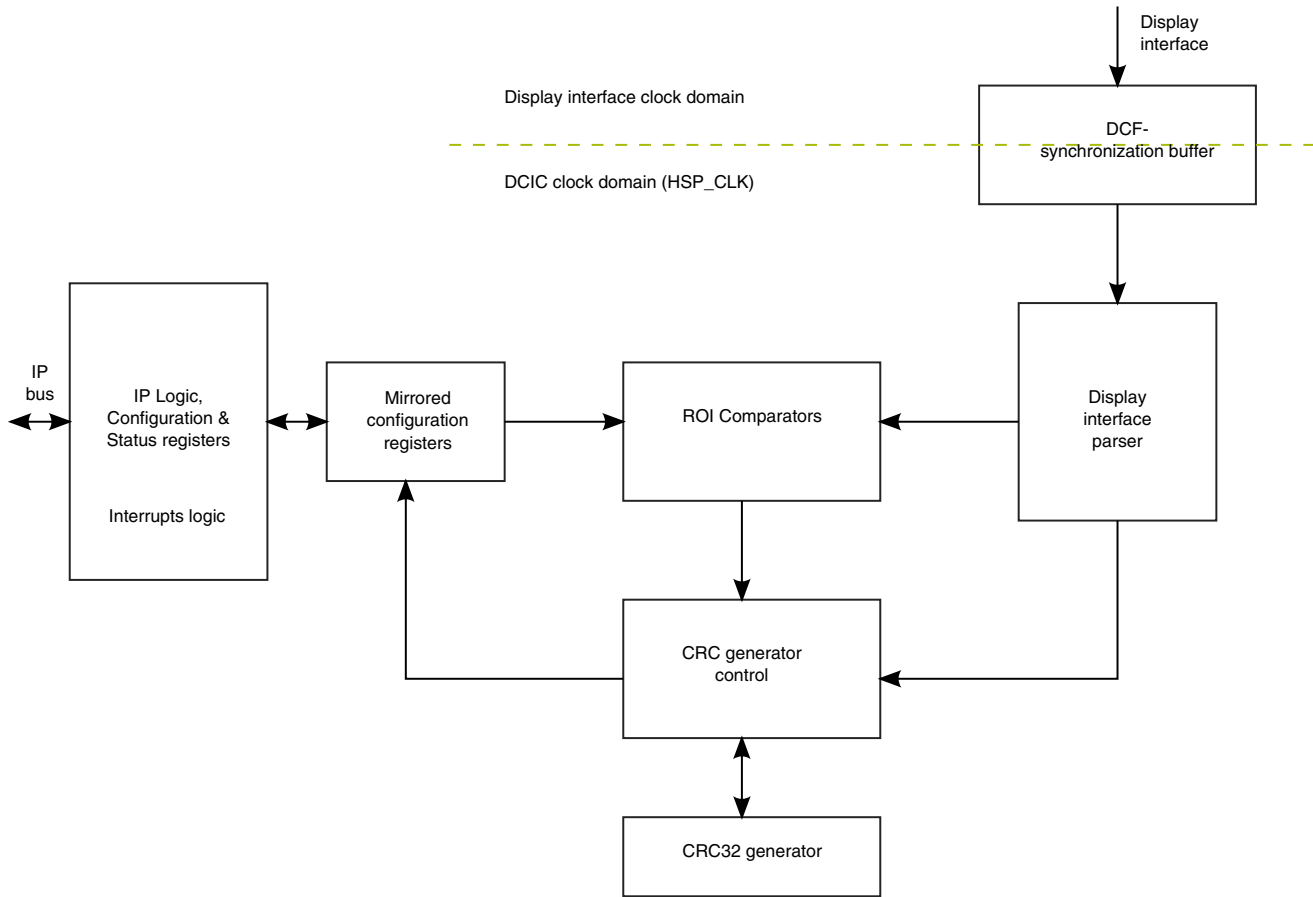 Display
interface
Display interface clock domain
DCF-
synchronization buffer
DCIC clock domain (HSP_CLK)
IP
bus
IP Logic,
Configuration &
Status registers
Interrupts logic
Mirrored
configuration
registers
ROI Comparators
Display
interface
parser
CRC generator
control
CRC32 generator